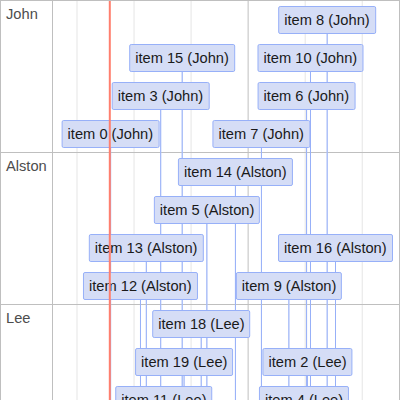 John
item 8 (John)
item 15 (John)
item 10 (John)
item 3 (John)
item 6 (John)
item 0 (John)
item 7 (John)
Alston
item 14 (Alston)
item 5 (Alston)
item 13 (Alston)
item 16 (Alston)
item 12 (Alston)
item 9 (Alston)
Lee
item 18 (Lee)
item 19 (Lee)
item 2 (Lee)
item 11 (Lee)
item 4 (Lee)